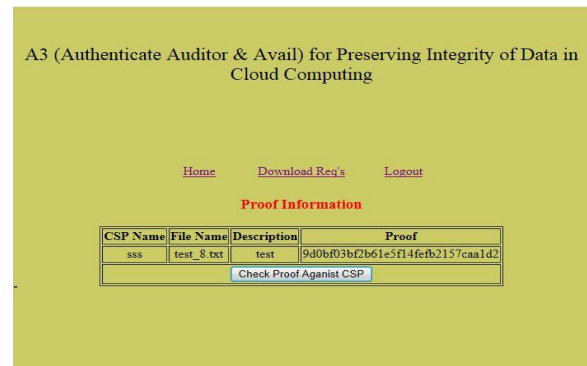 A3 (Authenticate Auditor & Avail) for Preserving Integrity of Data in
Cloud Computing
Home Download Req's Logout
Proof Information
CSP Name File Name Description Proof
sss test_8.txt test 9d0bf03bf2b61e5f14fefb2157caa1d2
Check Proof Aganist CSP